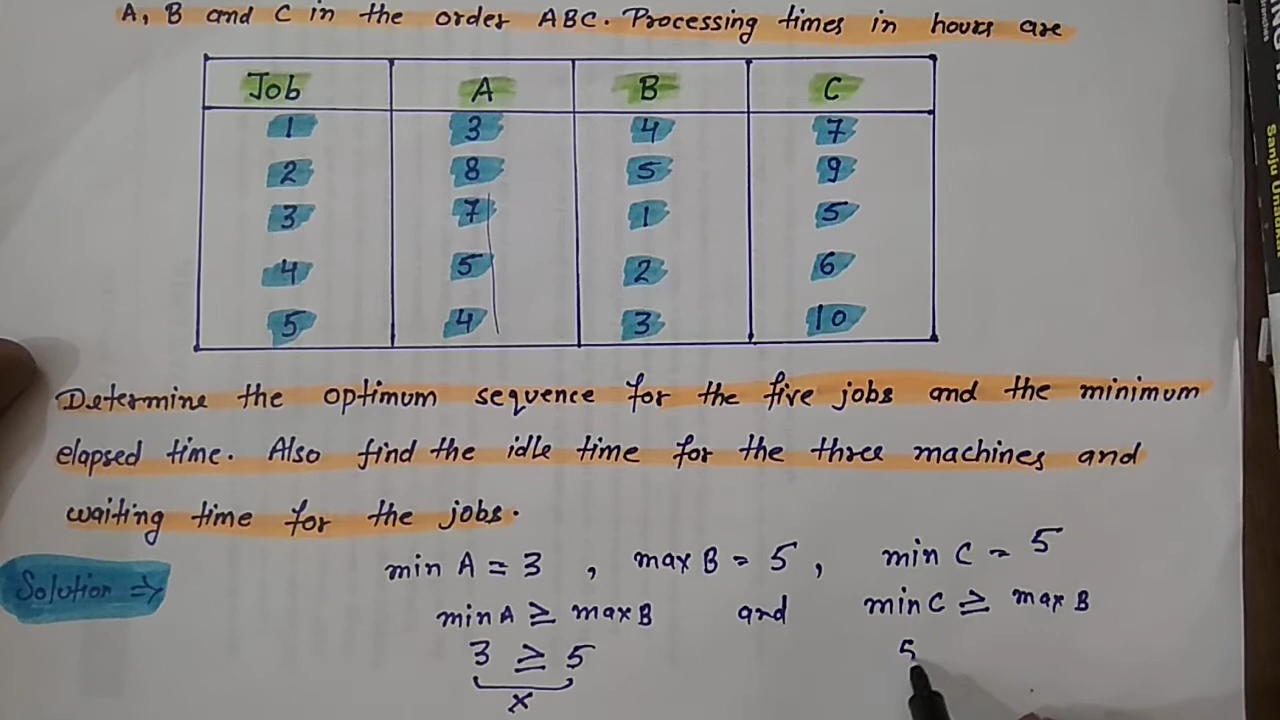 A, B and C in the order ABC. Processing times in hours are
Job A B C
1 3 4 7
2 8 5 9
3 7 1 5
4 5 2 6
5 4 3 10
Determine the optimum sequence for the five jobs and the minimum
elapsed time. Also find the idle time for the three machines and
waiting time for the jobs.
Solution ⇒ min A = 3 , max B = 5 , min C = 5
min A ≥ max B and min C ≥ max B
3 ≥ 5 5
x